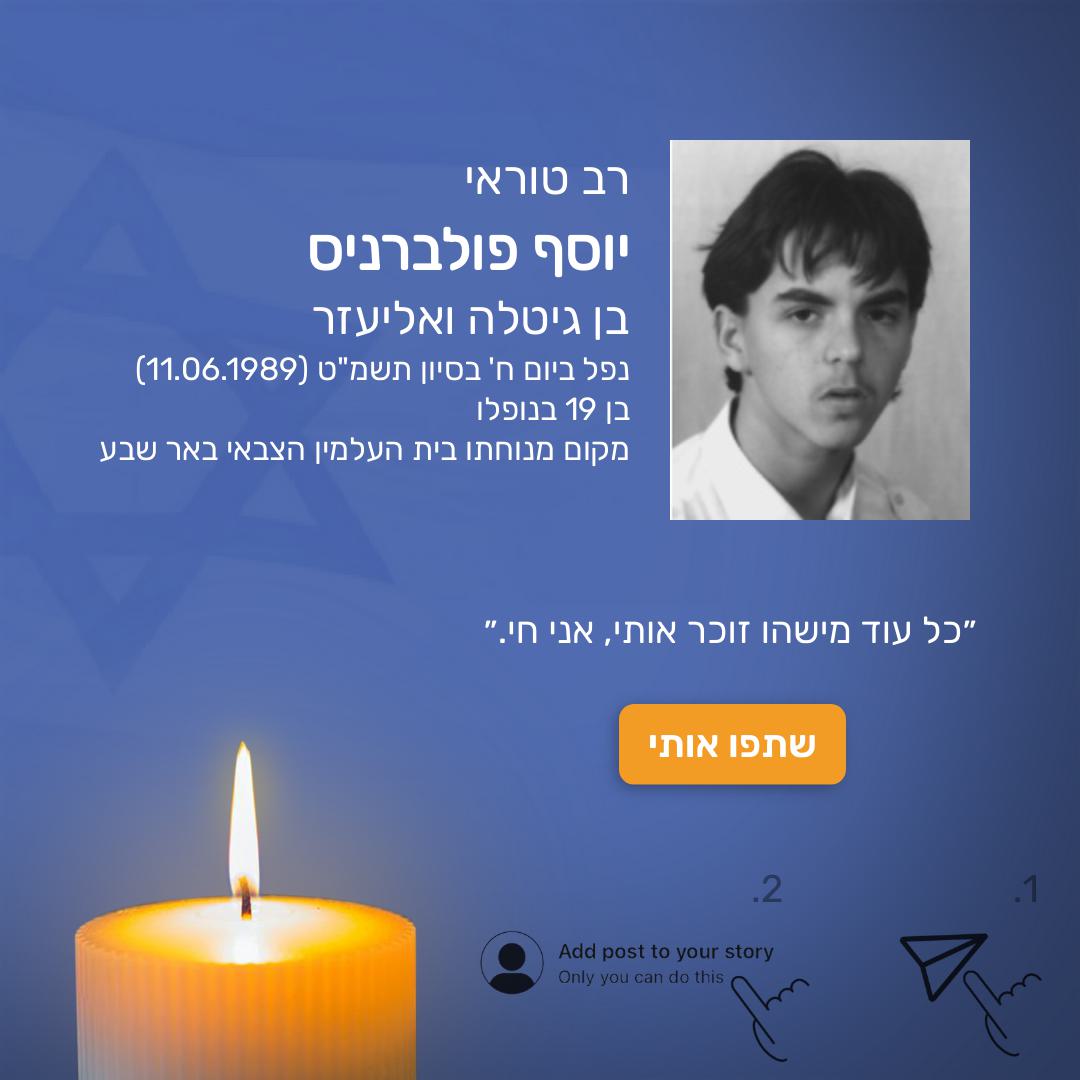 רב טוראי
יוסף פולברניס
בן גיטלה ואליעזר
נפל ביום ח' בסיון תשמ"ט (11.06.1989)
בן 19 בנופלו
מקום מנוחתו בית העלמין הצבאי באר שבע
״כל עוד מישהו זוכר אותי, אני חי.״
שתפו אותי
.1
.2
Add post to your story
Only you can do this